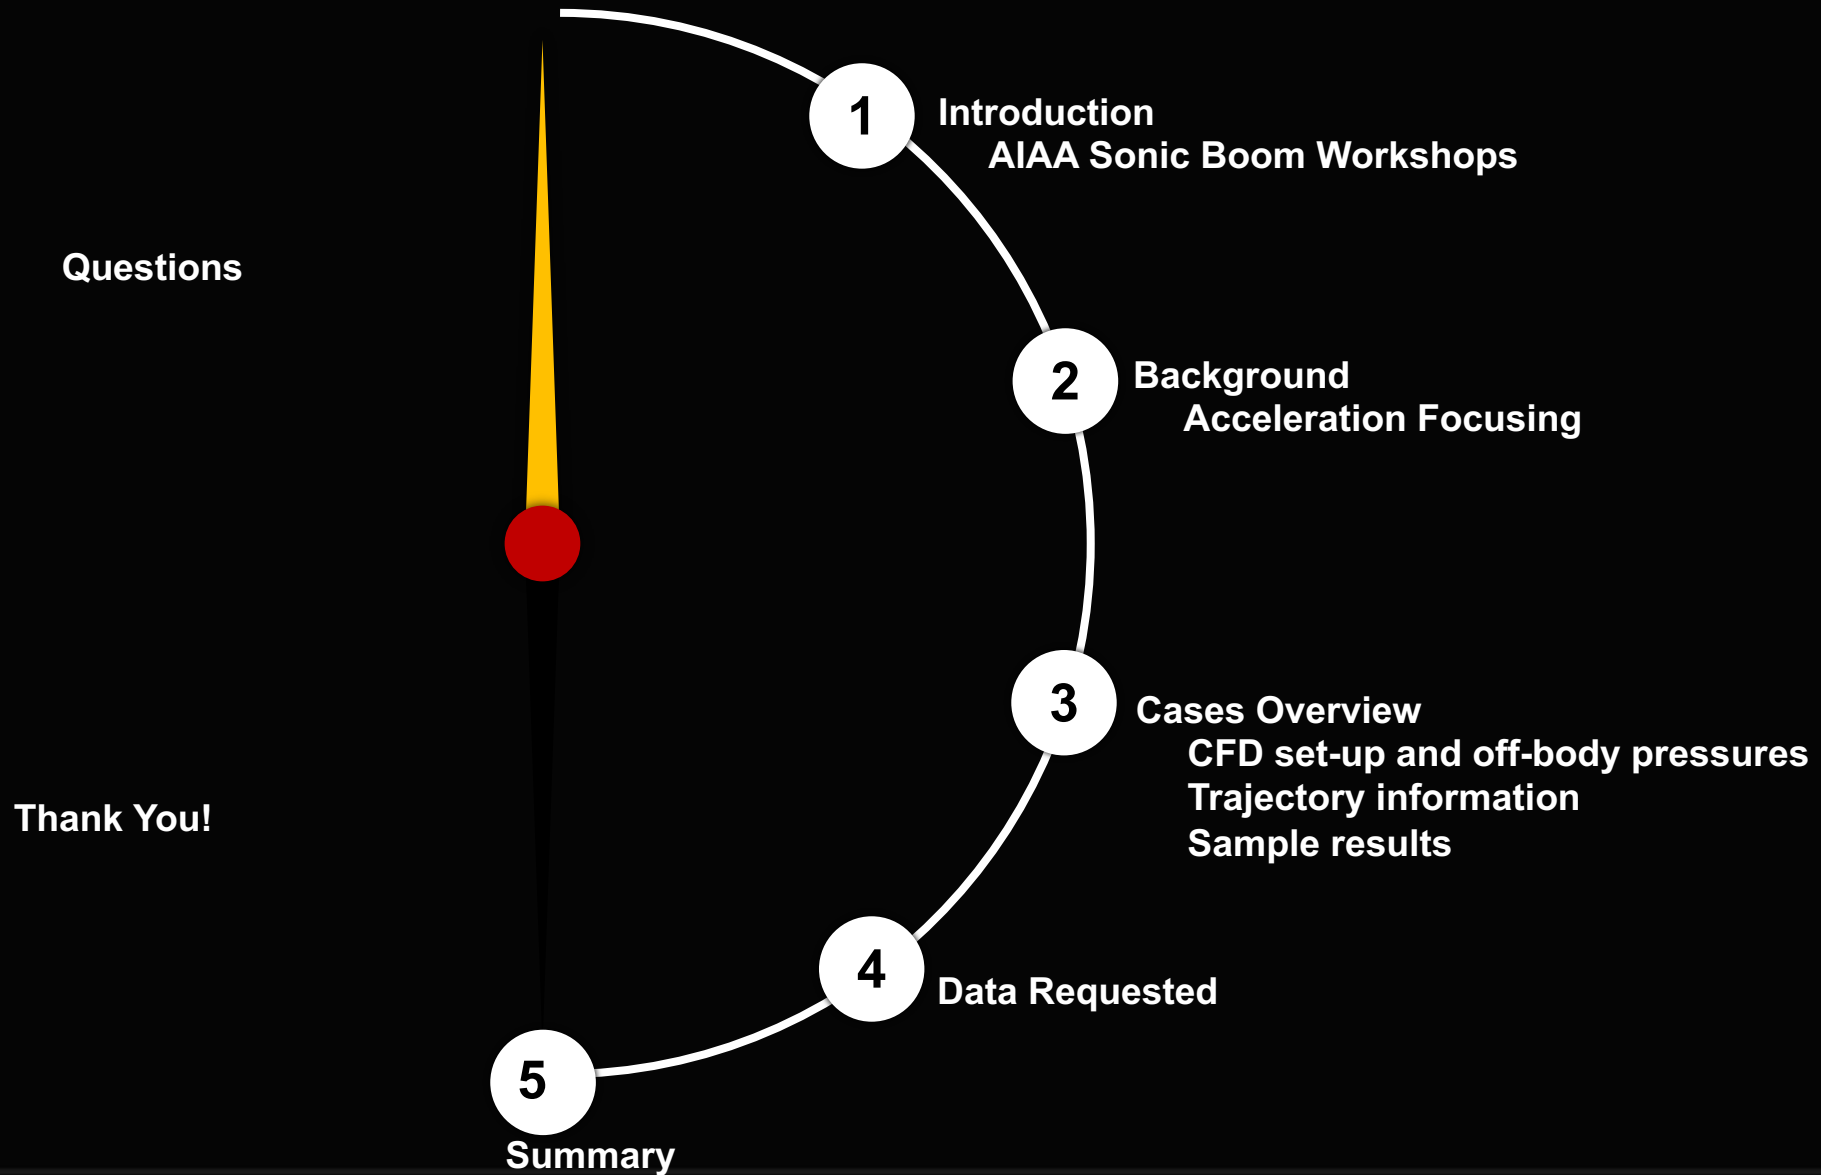 1
Introduction
AIAA Sonic Boom Workshops
Questions
2
Background
Acceleration Focusing
3
Cases Overview
CFD set-up and off-body pressures
Trajectory information
Sample results
Thank You!
4
Data Requested
5
Summary